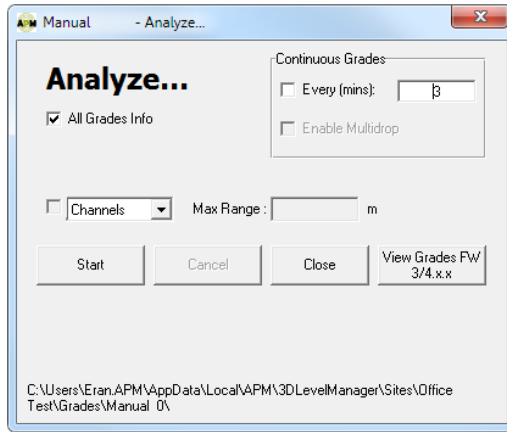 APM Manual - Analyze...
Analyze...
All Grades Info
Continuous Grades
Every (mins): 3
Enable Multidrop
Channels Max Range : m
Start Cancel Close View Grades FW
3/4.x.x
C:\Users\Eran.APM\AppData\Local\APM\3DLevelManager\Sites\Office
Test\Grades\Manual 0\